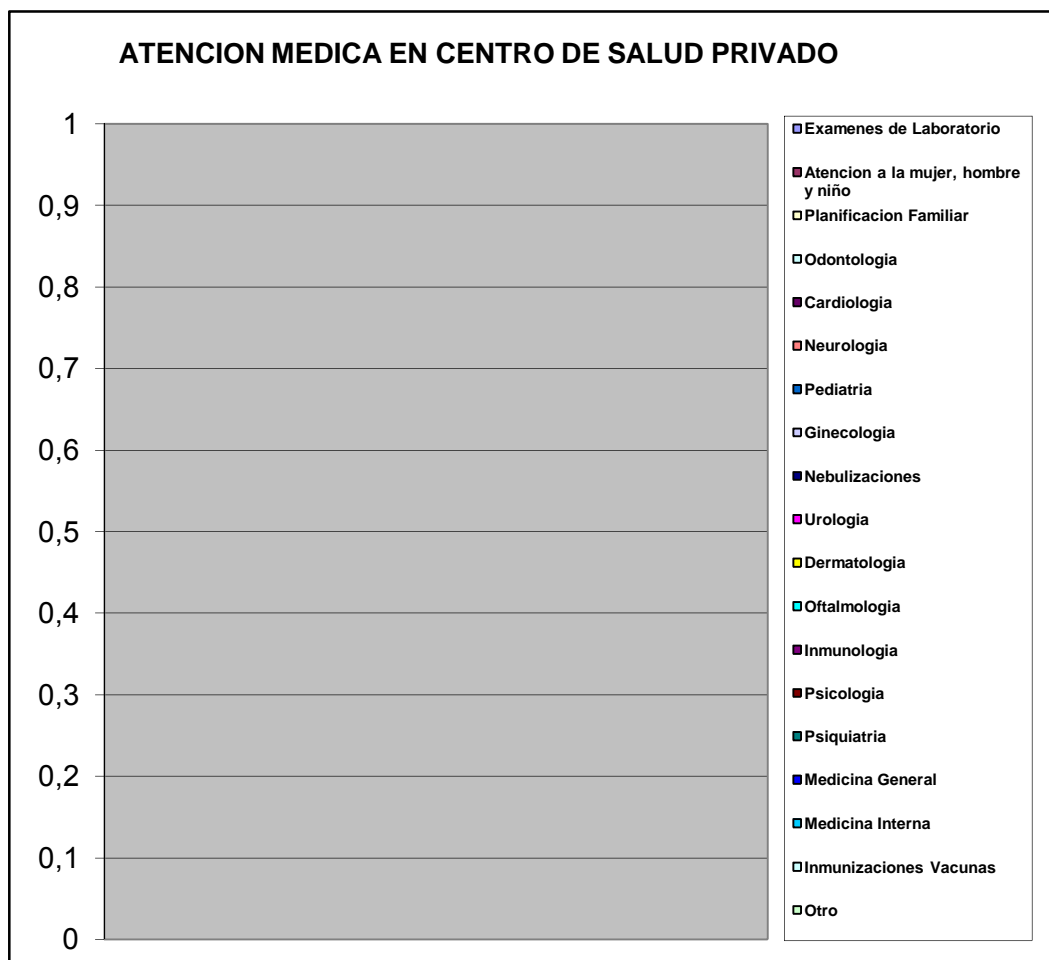 ATENCION MEDICA EN CENTRO DE SALUD PRIVADO
1
0,9
0,8
0,7
0,6
0,5
0,4
0,3
0,2
0,1
0
Examenes de Laboratorio
Atencion a la mujer, hombre
y niño
Planificacion Familiar
Odontologia
Cardiologia
Neurologia
Pediatria
Ginecologia
Nebulizaciones
Urologia
Dermatologia
Oftalmologia
Inmunologia
Psicologia
Psiquiatria
Medicina General
Medicina Interna
Inmunizaciones Vacunas
Otro